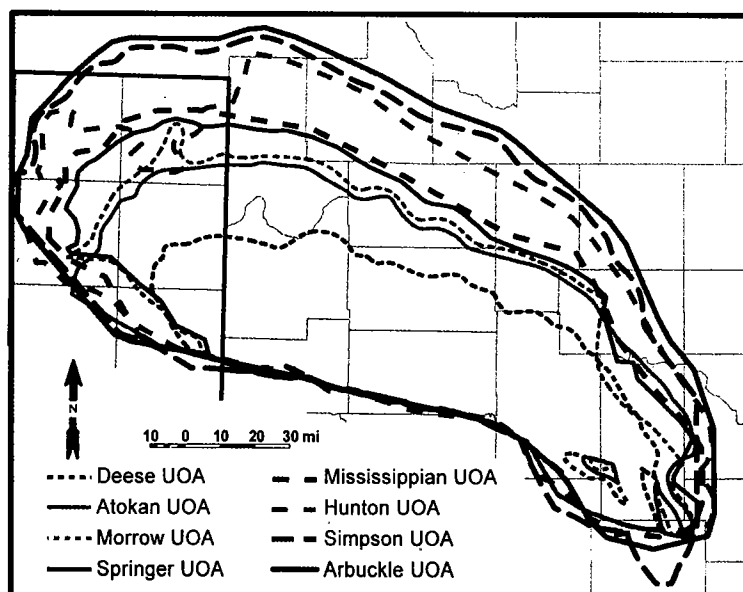 N
10 0 10 20 30 mi
Deese UOA
Atokan UOA
Morrow UOA
Springer UOA
Mississippian UOA
Hunton UOA
Simpson UOA
Arbuckle UOA